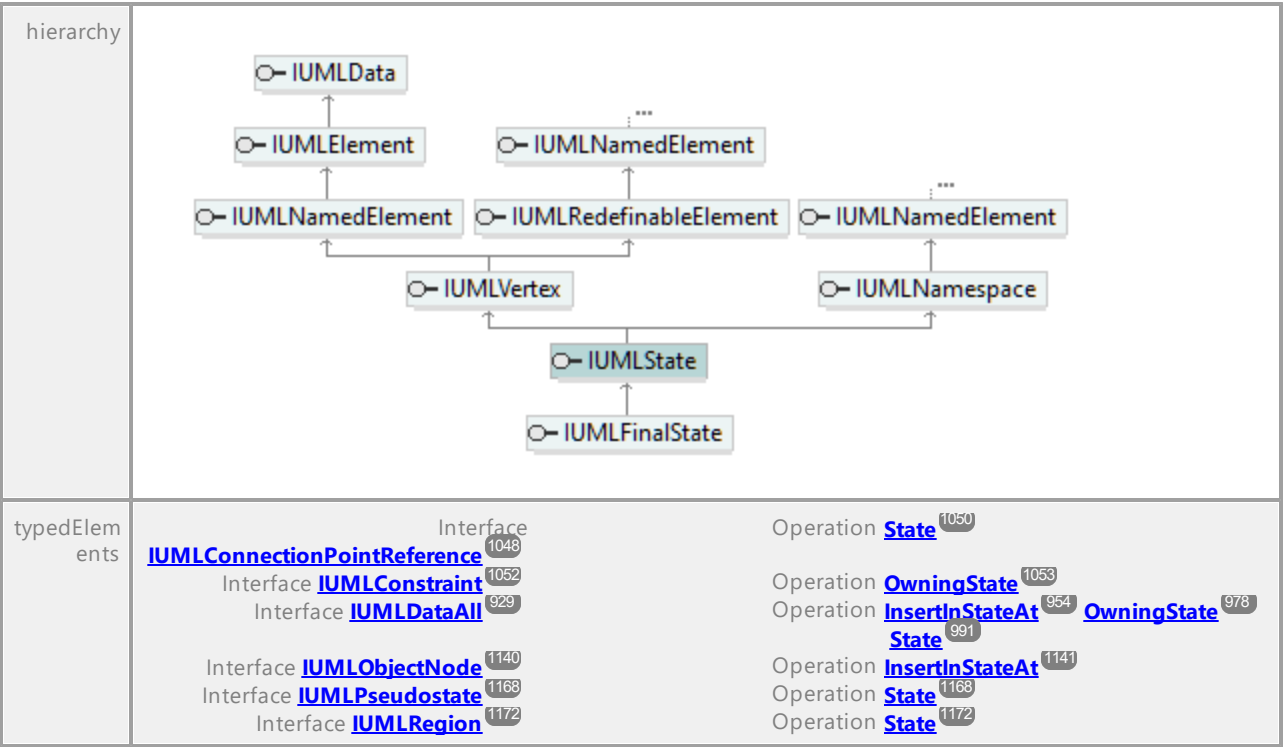 hierarchy
IUMLData
...
IUMLElement
IUMLNamedElement
...
IUMLNamedElement
IUMLRedefinableElement
IUMLNamedElement
IUMLVertex
IUMLNamespace
IUMLState
IUMLFinalState
typedElem
ents
Interface
IUMLConnectionPointReference 1048
Operation State 1050
Interface IUMLConstraint 1052
Operation OwningState 1053
Interface IUMLDataAll 929
Operation InsertInStateAt 954 OwningState 978
State 991
Interface IUMLObjectNode 1140
Operation InsertInStateAt 1141
Interface IUMLPseudostate 1168
Operation State 1168
Interface IUMLRegion 1172
Operation State 1172